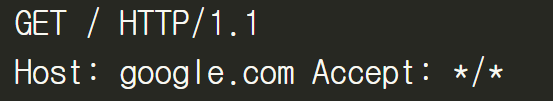 GET / HTTP/1.1
Host: google.com Accept: */*